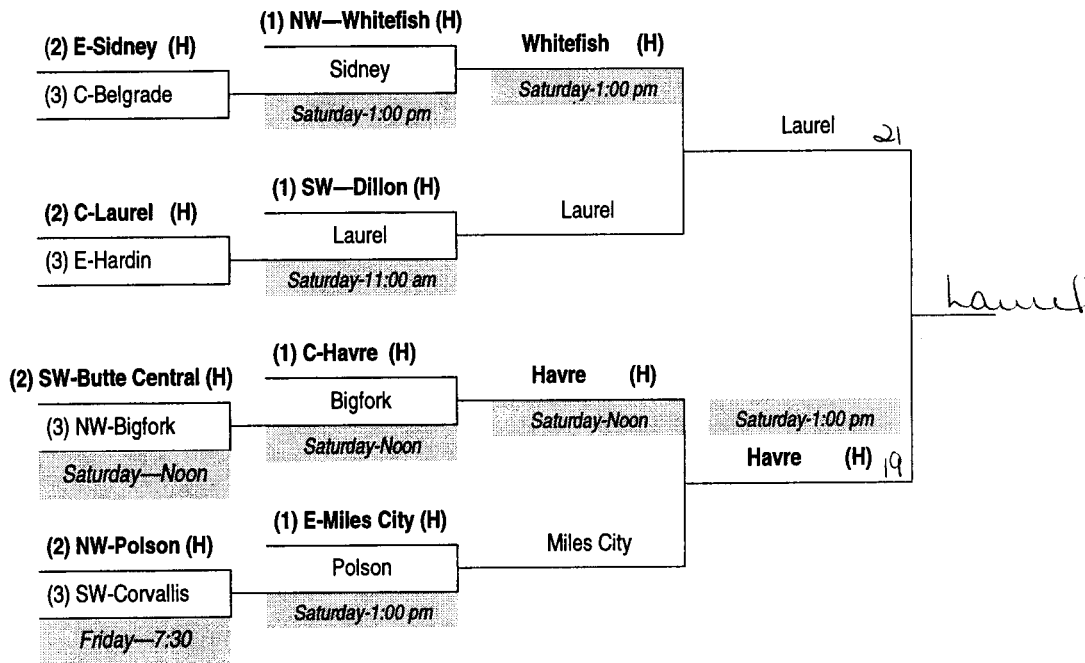 (2) E-Sidney (H)
(3) C-Belgrade
(2) C-Laurel (H)
(3) E-Hardin
(2) SW-Butte Central (H)
(3) NW-Bigfork
Saturday—Noon
(2) NW-Polson (H)
(3) SW-Corvallis
Friday—7:30
(1) NW—Whitefish (H)
Sidney
Saturday-1:00 pm
(1) SW—Dillon (H)
Laurel
Saturday-11:00 am
(1) C-Havre (H)
Bigfork
Saturday-Noon
(1) E-Miles City (H)
Polson
Saturday-1:00 pm
Whitefish (H)
Saturday-1:00 pm
Laurel
Havre (H)
Saturday-Noon
Miles City
Laurel 21
Saturday-1:00 pm
Havre (H) 19
Laurel